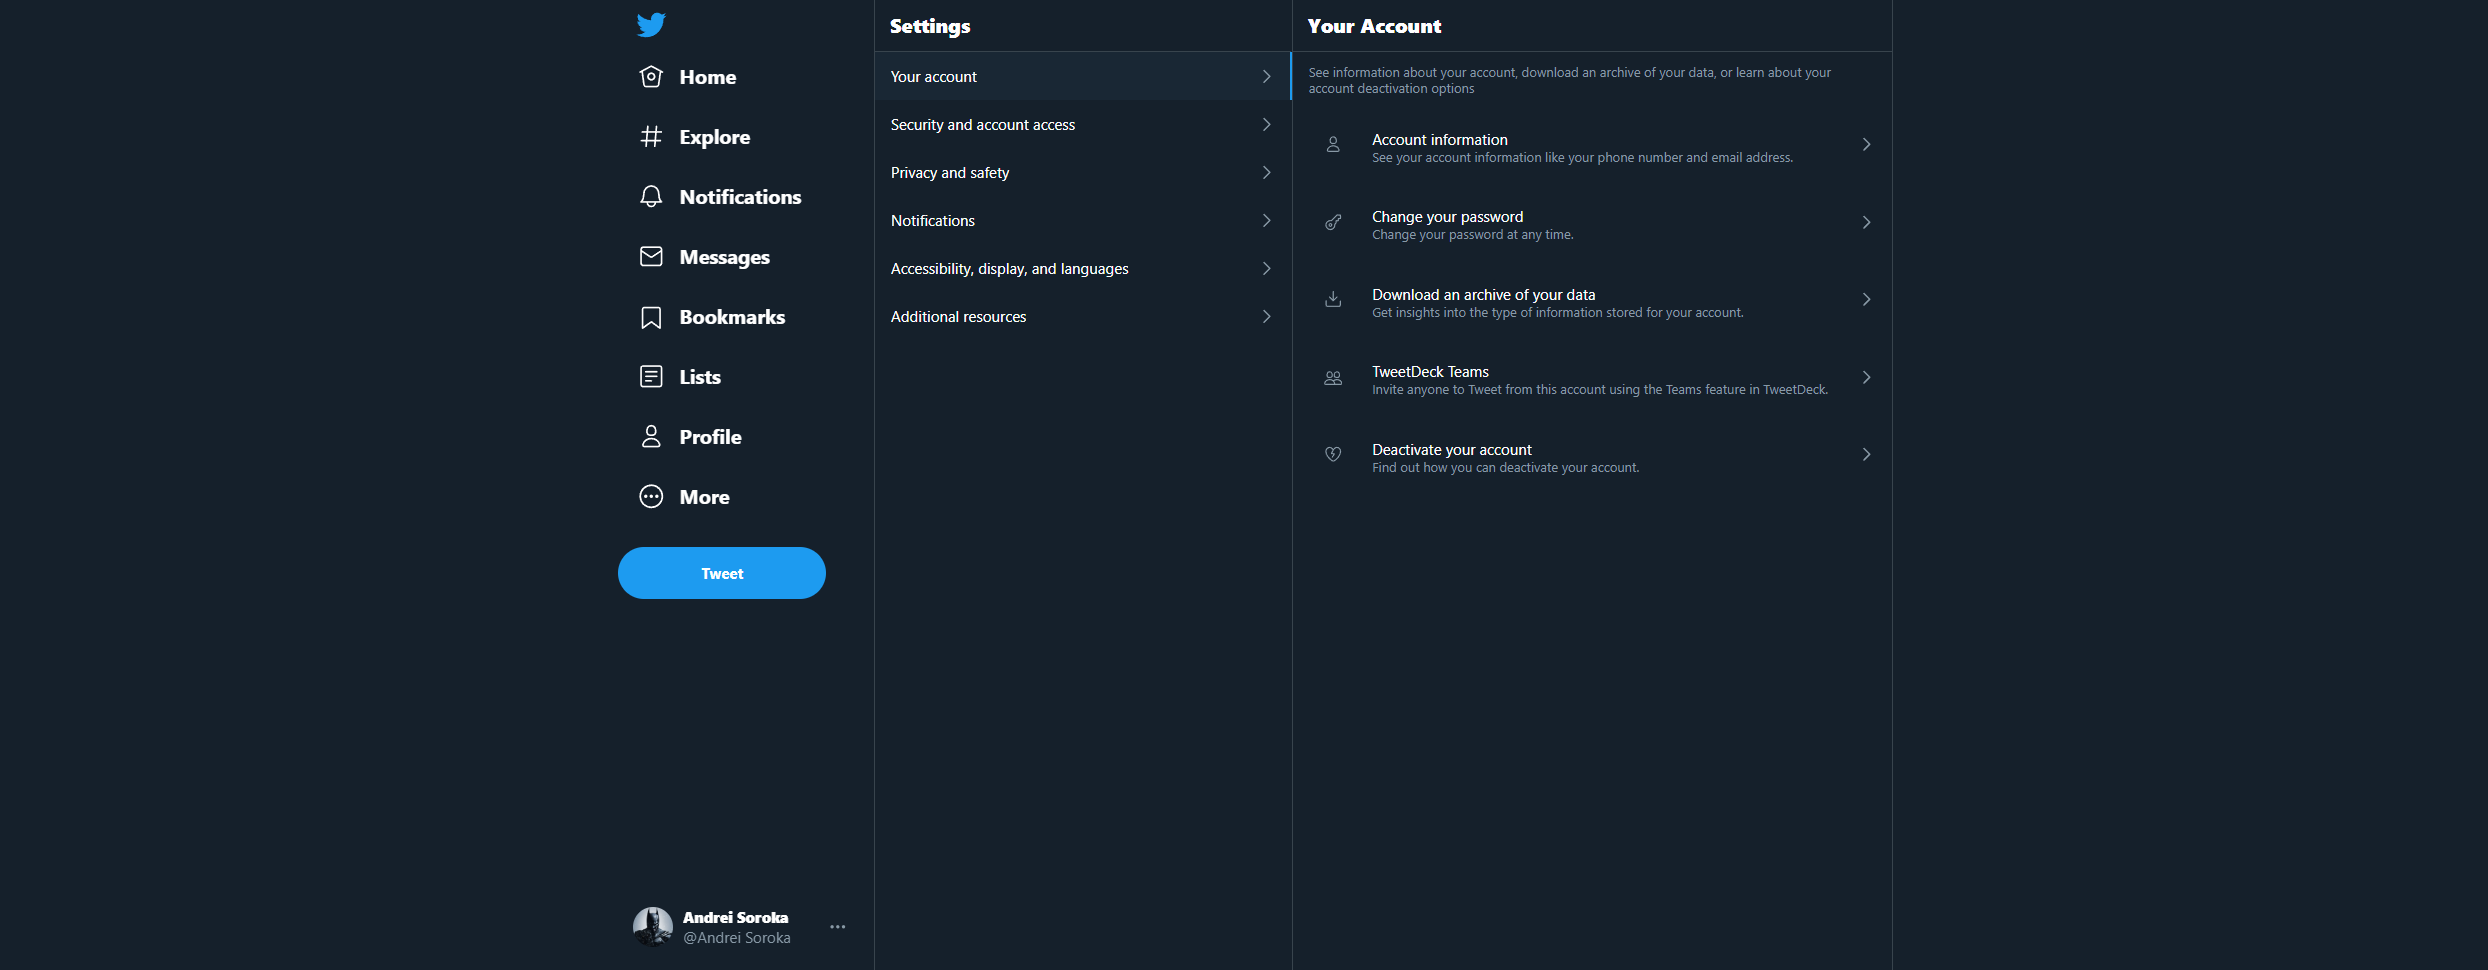 Home
Explore
Notifications
Messages
Bookmarks
Lists
Profile
More
Tweet
Andrei Soroka
@Andrei Soroka
Settings
Your account
Security and account access
Privacy and safety
Notifications
Accessibility, display, and languages
Additional resources
Your Account
See information about your account, download an archive of your data, or learn about your
account deactivation options
Account information
See your account information like your phone number and email address.
Change your password
Change your password at any time.
Download an archive of your data
Get insights into the type of information stored for your account.
TweetDeck Teams
Invite anyone to Tweet from this account using the Teams feature in TweetDeck.
Deactivate your account
Find out how you can deactivate your account.